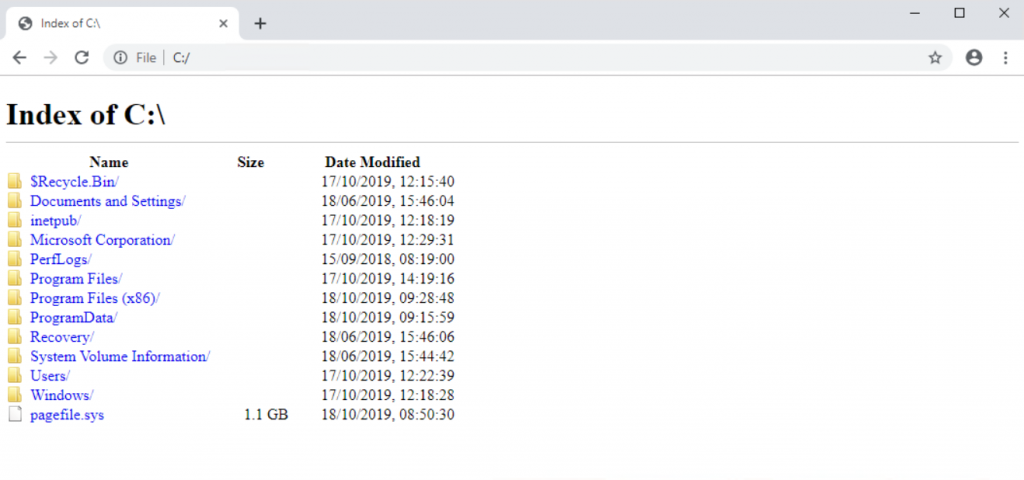 Index of C:\
File | C:/
Index of C:\
Name Size Date Modified
$Recycle.Bin/ 17/10/2019, 12:15:40
Documents and Settings/ 18/06/2019, 15:46:04
inetpub/ 17/10/2019, 12:18:19
Microsoft Corporation/ 17/10/2019, 12:29:31
PerfLogs/ 15/09/2018, 08:19:00
Program Files/ 17/10/2019, 14:19:16
Program Files (x86)/ 18/10/2019, 09:28:48
ProgramData/ 18/10/2019, 09:15:59
Recovery/ 18/06/2019, 15:46:06
System Volume Information/ 18/06/2019, 15:44:42
Users/ 17/10/2019, 12:22:39
Windows/ 17/10/2019, 12:18:28
pagefile.sys 1.1 GB 18/10/2019, 08:50:30